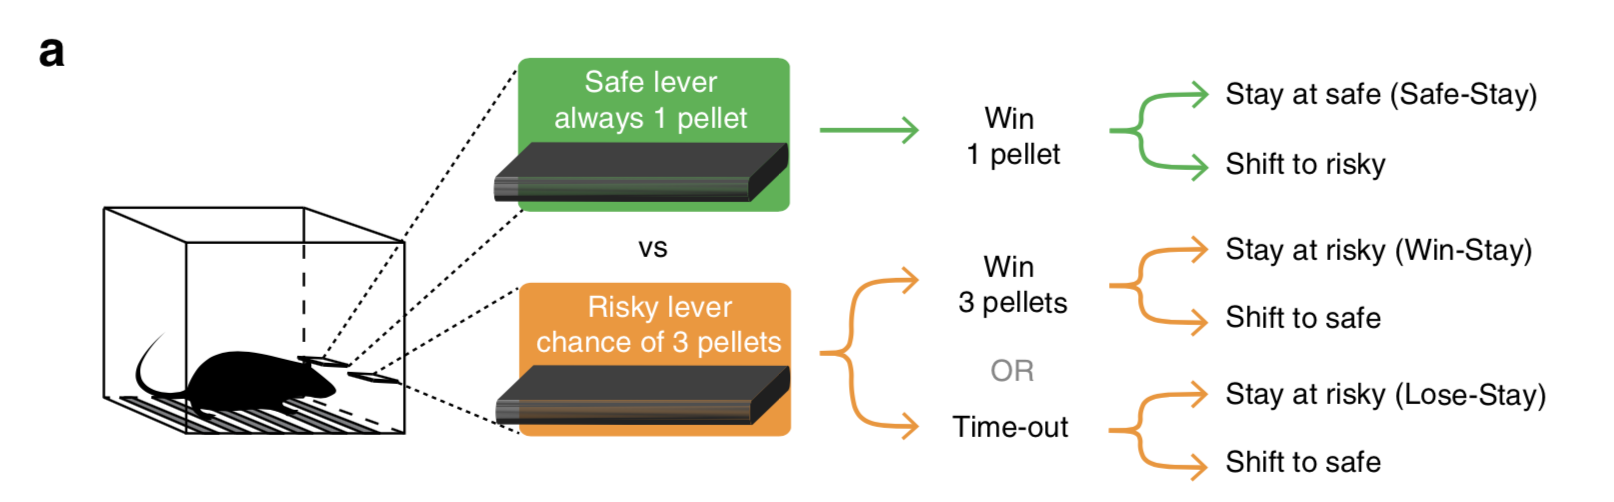 a
Safe lever
always 1 pellet
Win
1 pellet
Stay at safe (Safe-Stay)
Shift to risky
vs
Risky lever
chance of 3 pellets
Win
3 pellets
OR
Time-out
Stay at risky (Win-Stay)
Shift to safe
Stay at risky (Lose-Stay)
Shift to safe